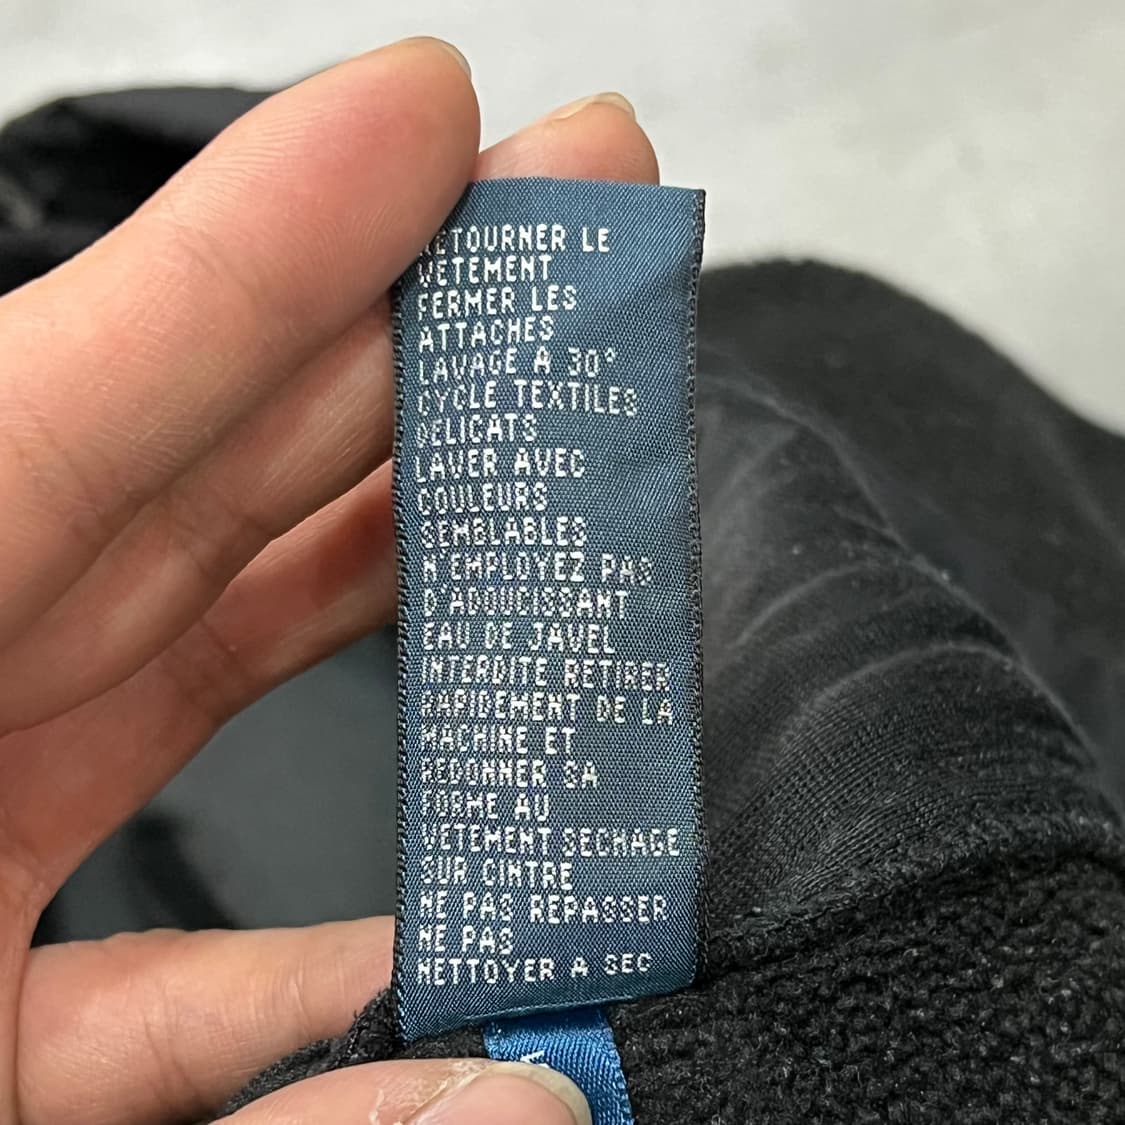 RETOURNER LE
VETEMENT
FERMER LES
ATTACHES
LAVAGE A 30°
CYCLE TEXTILES
DELICATS
LAVER AVEC
COULEURS
SEMBLABLES
N'EMPLOYEZ PAS
D'ADOUCISSANT
EAU DE JAVEL
INTERDITE RETIRER
RAPIDEMENT DE LA
MACHINE ET
REDONNER SA
FORME AU
VETEMENT SECHAGE
SUR CINTRE
NE PAS REPASSER
NE PAS
NETTOYER A SEC